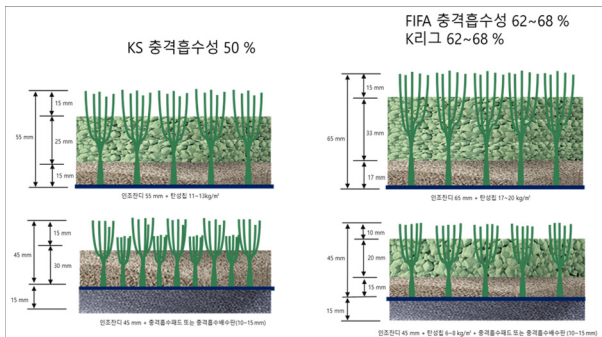 KS 충격흡수성 50 %
FIFA 충격흡수성 62~68 %
K리그 62~68 %
15 mm
55 mm
25 mm
15 mm
인조잔디 55 mm + 탄성칩 11~13kg/㎡
15 mm
65 mm
33 mm
17 mm
인조잔디 65 mm + 탄성칩 17~20 kg/㎡
15 mm
45 mm
30 mm
15 mm
인조잔디 45 mm + 충격흡수패드 또는 충격흡수배수판(10~15mm)
10 mm
45 mm
20 mm
15 mm
15 mm
인조잔디 45 mm + 탄성칩 6~8 kg/㎡ + 충격흡수패드 또는 충격흡수배수판 (10~15mm)